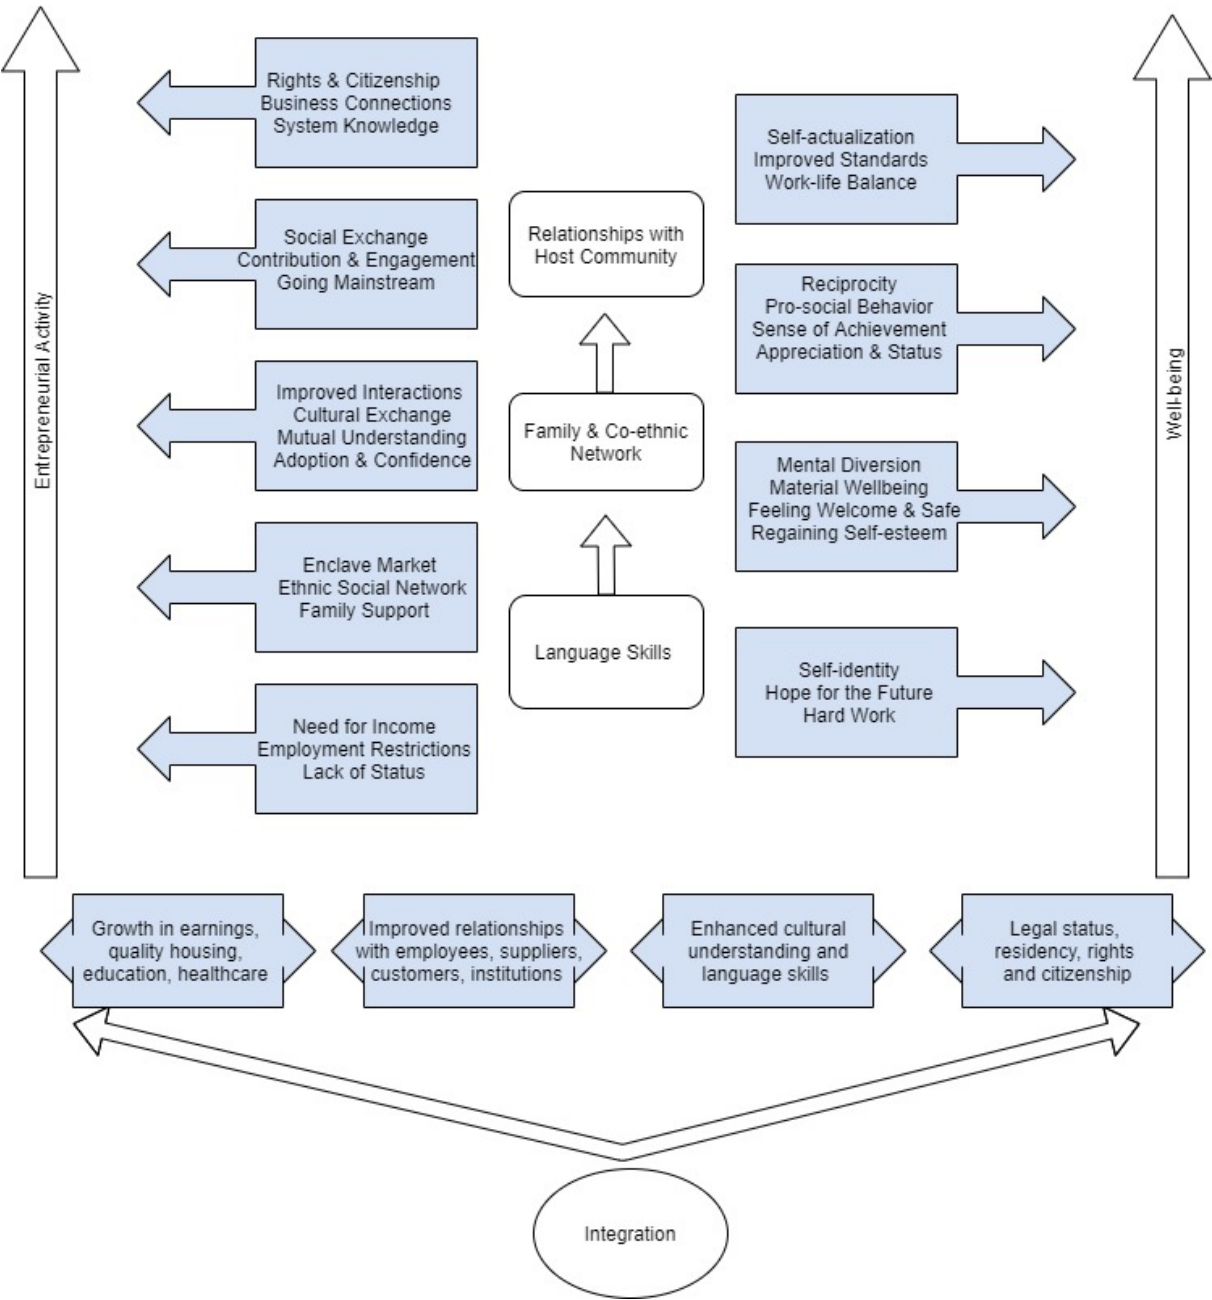 Entrepreneurial Activity
Rights & Citizenship
Business Connections
System Knowledge
Social Exchange
Contribution & Engagement
Going Mainstream
Improved Interactions
Cultural Exchange
Mutual Understanding
Adoption & Confidence
Enclave Market
Ethnic Social Network
Family Support
Need for Income
Employment Restrictions
Lack of Status
Relationships with
Host Community
Family & Co-ethnic
Network
Language Skills
Self-actualization
Improved Standards
Work-life Balance
Reciprocity
Pro-social Behavior
Sense of Achievement
Appreciation & Status
Mental Diversion
Material Wellbeing
Feeling Welcome & Safe
Regaining Self-esteem
Self-identity
Hope for the Future
Hard Work
Well-being
Growth in earnings,
quality housing,
education, healthcare
Improved relationships
with employees, suppliers,
customers, institutions
Enhanced cultural
understanding and
language skills
Legal status,
residency, rights
and citizenship
Integration